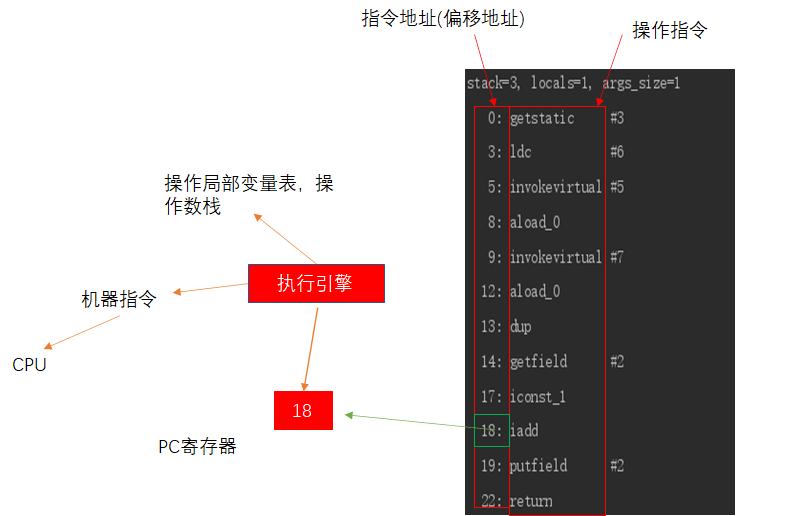 指令地址(偏移地址)
操作指令
stack=3, locals=1, args_size=1
0: getstatic #3
3: ldc #6
5: invokevirtual #5
8: aload_0
9: invokevirtual #7
12: aload_0
13: dup
14: getfield #2
17: iconst_1
18: iadd
19: putfield #2
22: return
操作局部变量表，操
作数栈
执行引擎
机器指令
CPU
18
PC寄存器